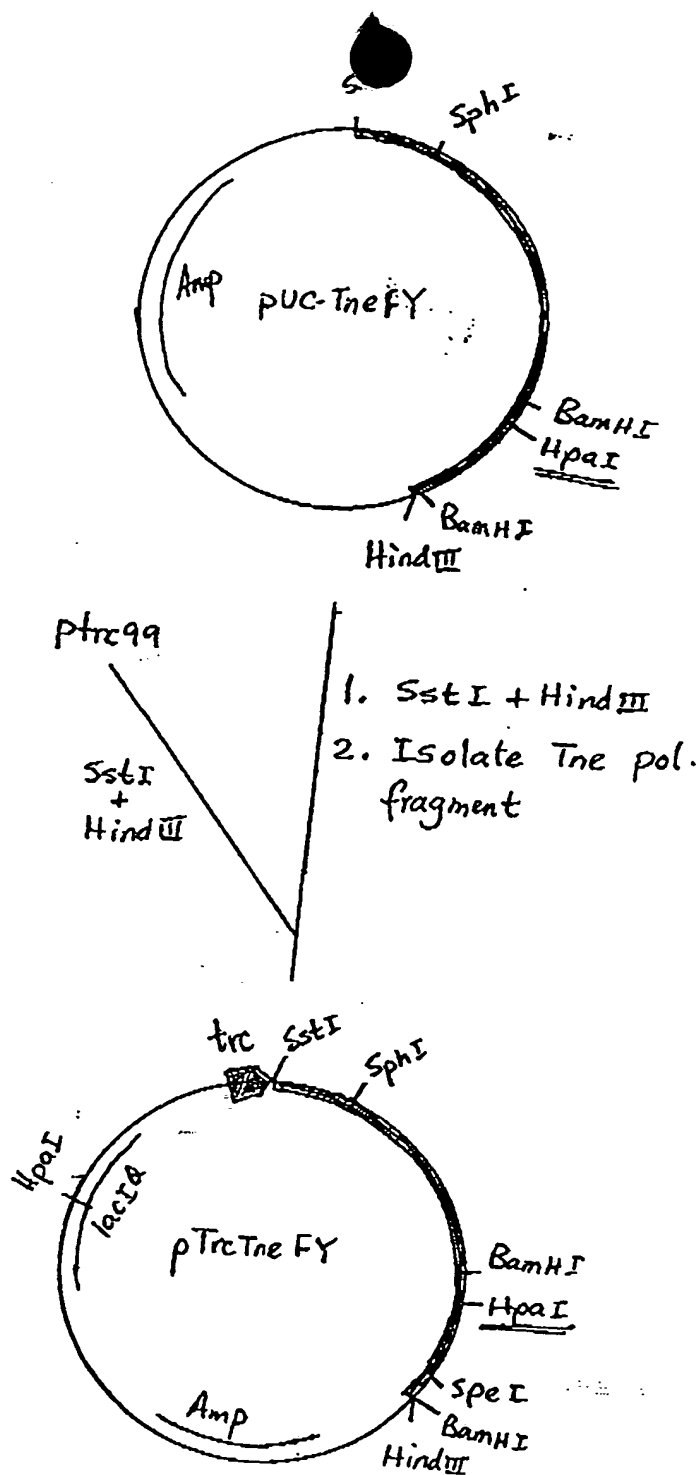 S
SphI
Amp
pUC-TneFY
BamHI
HpaI
BamHI
HindIII
Ptrc99
SstI
+
HindIII
1. SstI + HindIII
2. Isolate Tne pol.
fragment
trc
SstI
SphI
HpaI
lacIQ
pTrcTneFY
BamHI
HpaI
SpeI
BamHI
HindIII
Amp